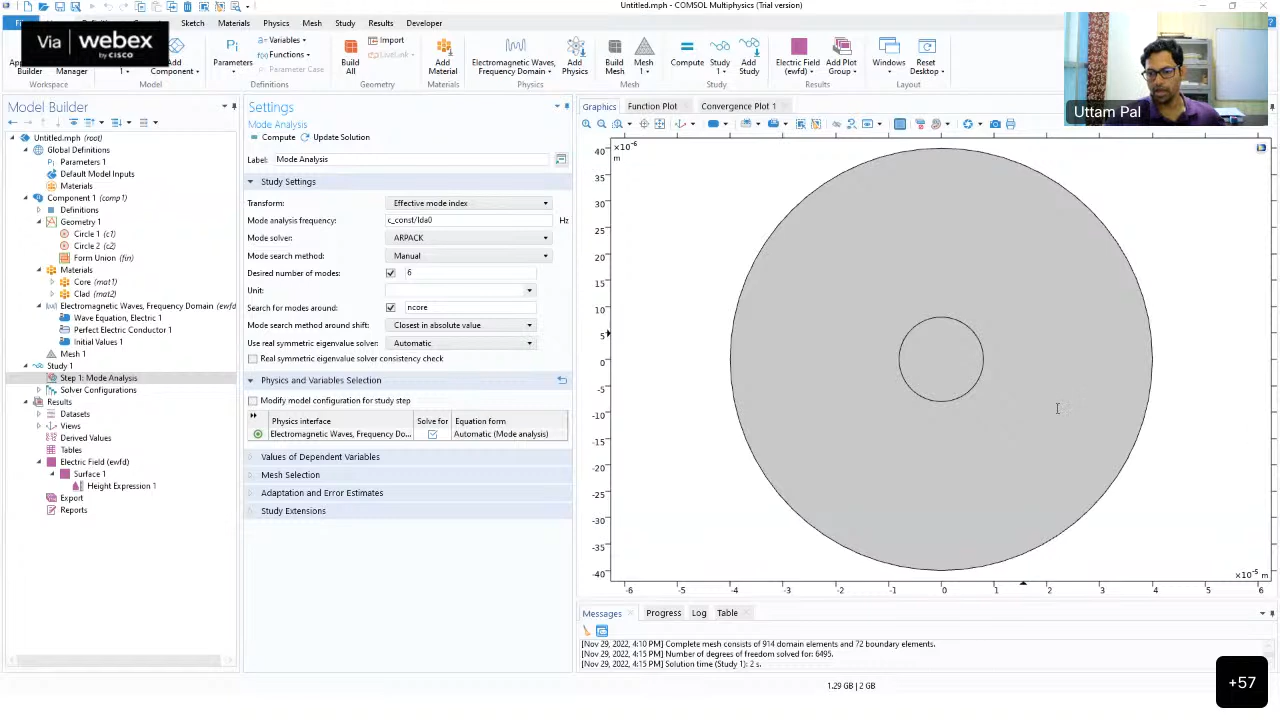 Untitled.mph - COMSOL Multiphysics (Trial version)
Via webex by CISCO
Sketch Materials Physics Mesh Study Results Developer
Builder Manager Model
Workspace
1 Component Model
Parameters 1 Variables Functions Parameter Case Definitions
Build All Import LiveLink Geometry
Add Material Materials
Electromagnetic Waves, Frequency Domain Add Physics Physics
Build Mesh Mesh 1 Mesh
Compute Study 1 Add Study Study
Electric Field (ewfd) Add Plot Group Results
Windows Reset Desktop Layout
Uttam Pal
Model Builder
Untitled.mph (root)
Global Definitions
Parameters 1
Default Model Inputs
Materials
Component 1 (comp1)
Definitions
Geometry 1
Circle 1 (c1)
Circle 2 (c2)
Form Union (fin)
Materials
Core (mat1)
Clad (mat2)
Electromagnetic Waves, Frequency Domain (ewfd
Wave Equation, Electric 1
Perfect Electric Conductor 1
Initial Values 1
Mesh 1
Study 1
Step 1: Mode Analysis
Solver Configurations
Results
Datasets
Views
Derived Values
Tables
Electric Field (ewfd)
Surface 1
Height Expression 1
Export
Reports
Settings
Mode Analysis
Compute Update Solution
Label: Mode Analysis
Study Settings
Transform: Effective mode index
Mode analysis frequency: c_const/lda0 Hz
Mode solver: ARPACK
Mode search method: Manual
Desired number of modes: 6
Unit:
Search for modes around: ncore
Mode search method around shift: Closest in absolute value
Use real symmetric eigenvalue solver: Automatic
Real symmetric eigenvalue solver consistency check
Physics and Variables Selection
Modify model configuration for study step
Physics interface Solve for Equation form
Electromagnetic Waves, Frequency Do... Automatic (Mode analysis)
Values of Dependent Variables
Mesh Selection
Adaptation and Error Estimates
Study Extensions
Graphics Function Plot Convergence Plot 1
×10⁻⁶
m
40
35
30
25
20
15
10
5
0
-5
-10
-15
-20
-25
-30
-35
-40
×10⁻⁵ m
-6 -5 -4 -3 -2 -1 0 1 2 3 4 5 6
Messages Progress Log Table
[Nov 29, 2022, 4:10 PM] Complete mesh consists of 914 domain elements and 72 boundary elements.
[Nov 29, 2022, 4:15 PM] Number of degrees of freedom solved for: 6495.
[Nov 29, 2022, 4:15 PM] Solution time (Study 1): 2 s.
1.29 GB | 2 GB
+57